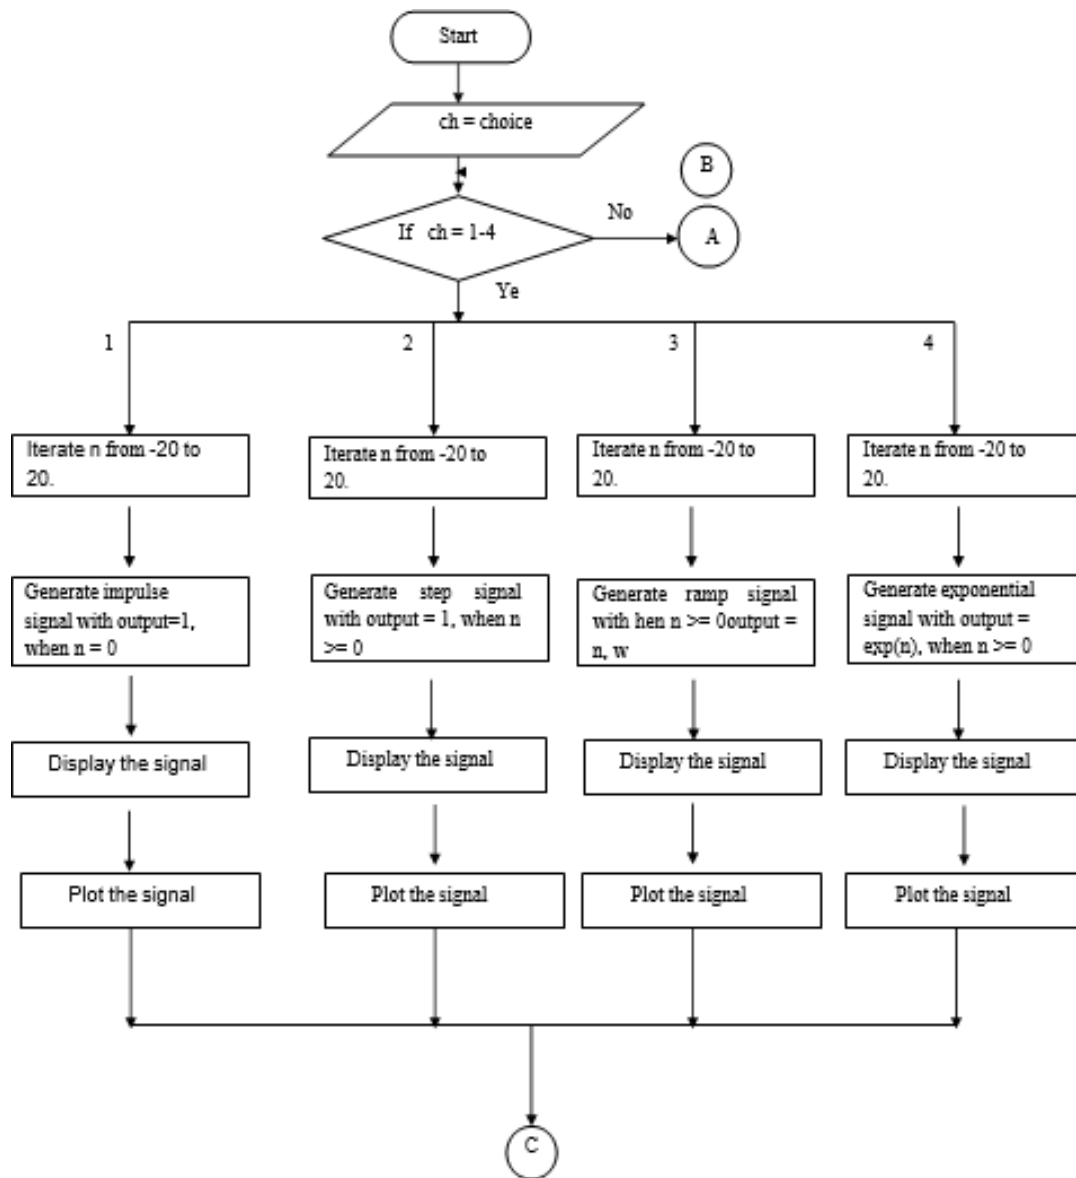 Start
ch = choice
B
If ch = 1-4
No
A
Ye
1
2
3
4
Iterate n from -20 to
20.
Iterate n from -20 to
20.
Iterate n from -20 to
20.
Iterate n from -20 to
20.
Generate impulse
signal with output=1,
when n = 0
Generate step signal
with output = 1, when n
>= 0
Generate ramp signal
with hen n >= 0output =
n, w
Generate exponential
signal with output =
exp(n), when n >= 0
Display the signal
Display the signal
Display the signal
Display the signal
Plot the signal
Plot the signal
Plot the signal
Plot the signal
C